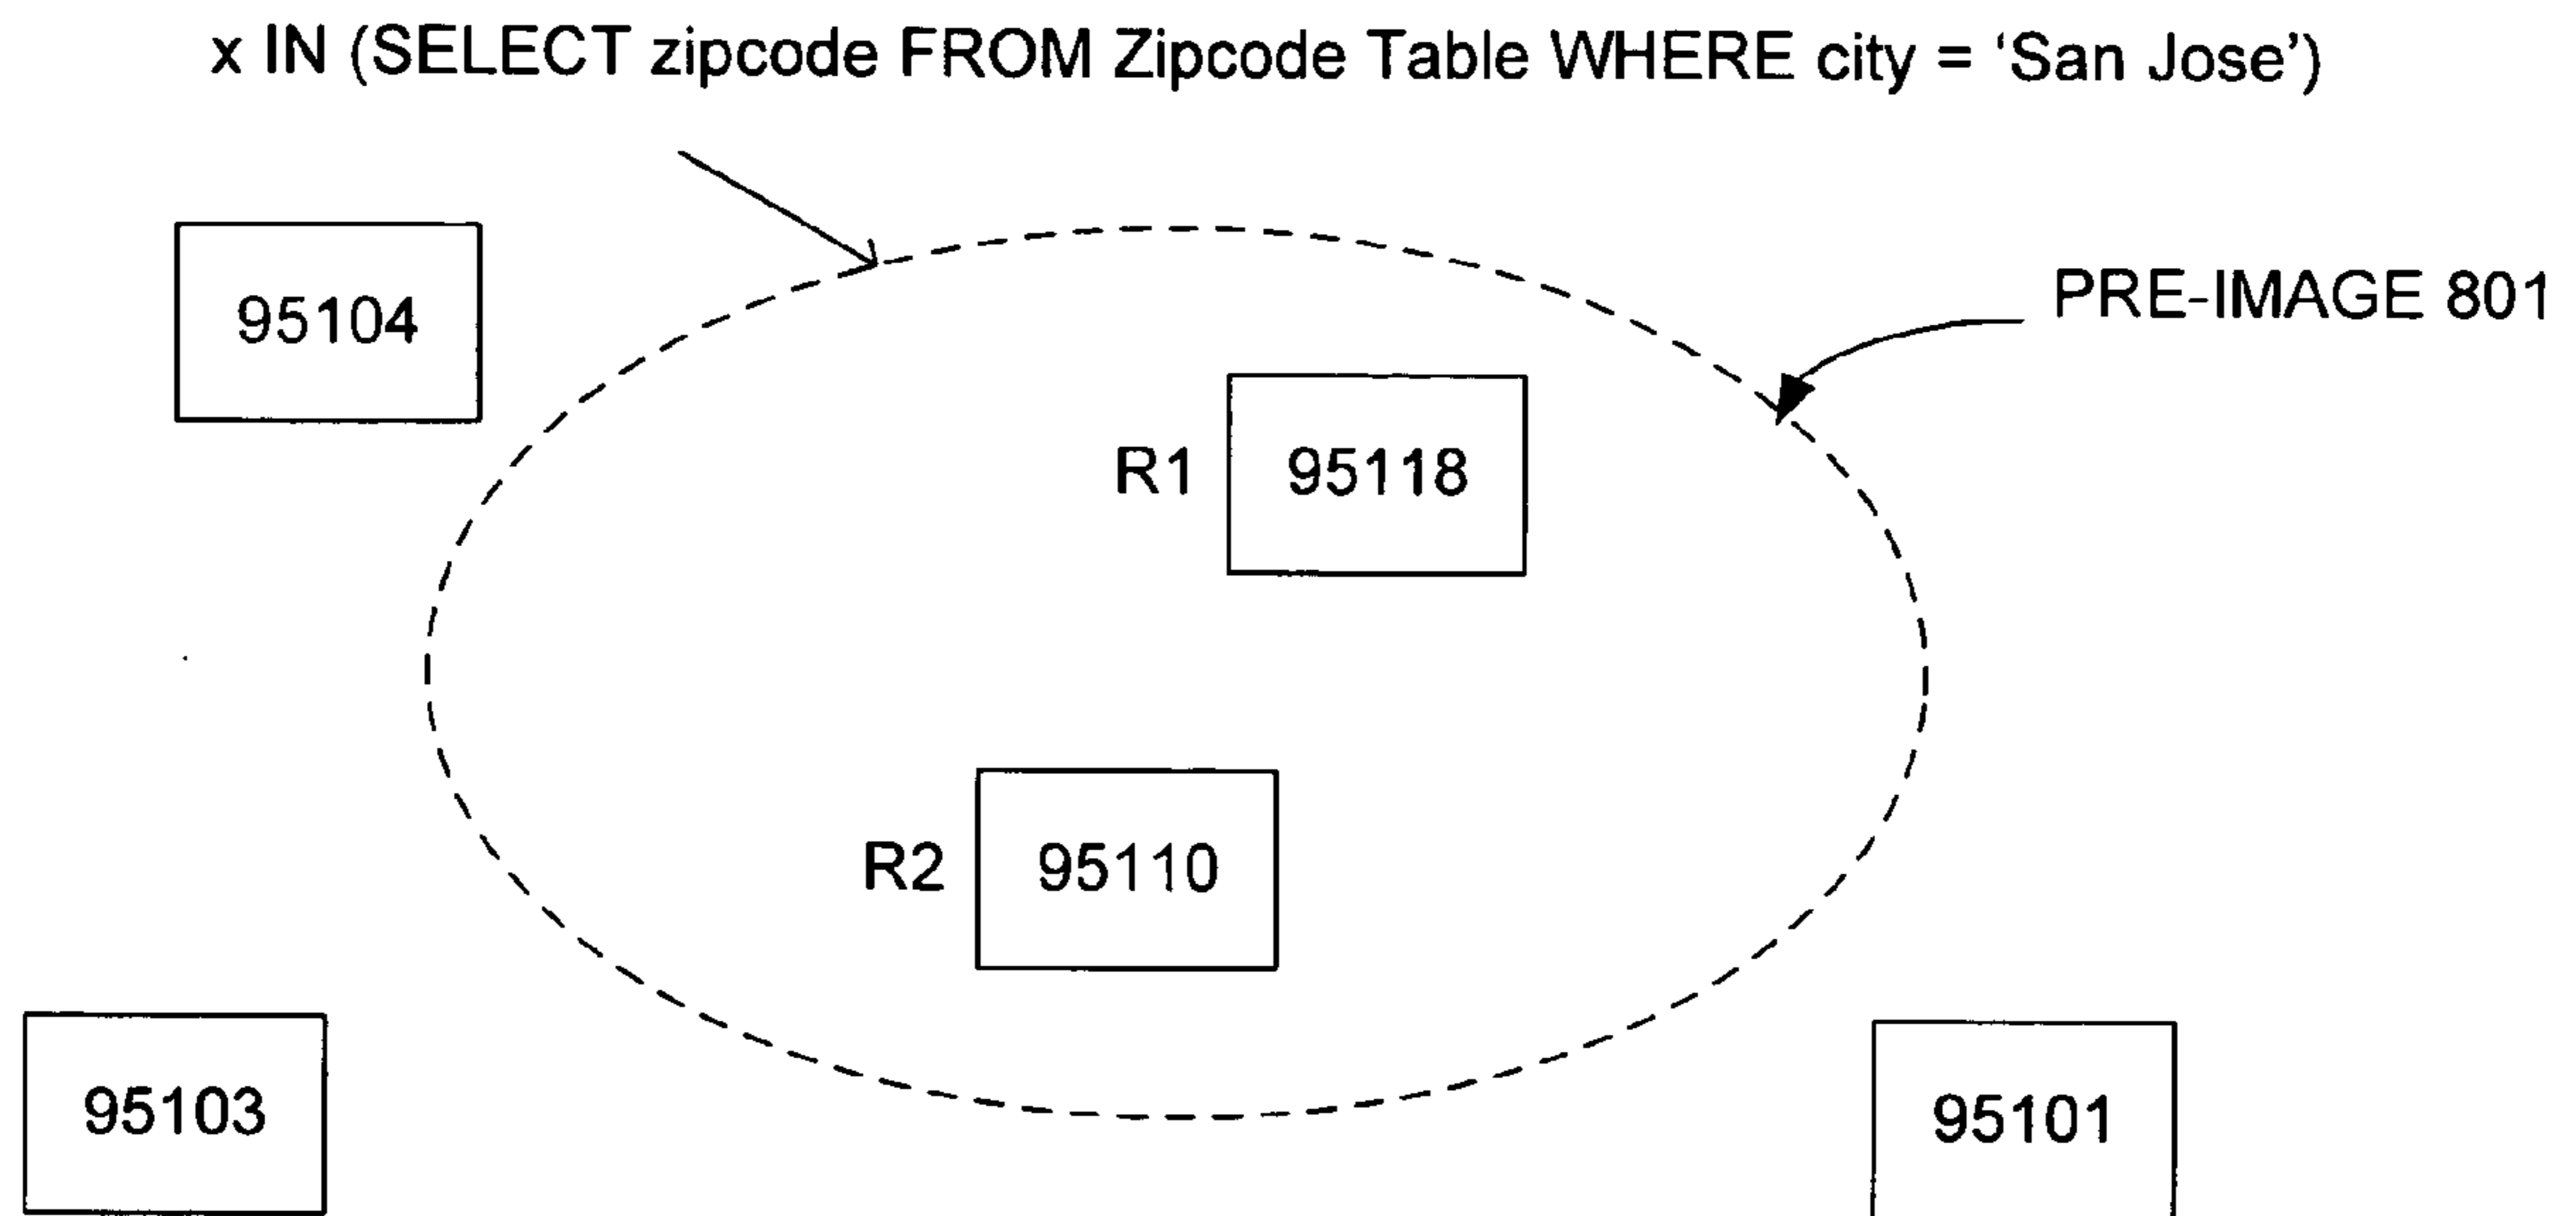 x IN (SELECT zipcode FROM Zipcode Table WHERE city = ‘San Jose’)
95104
PRE-IMAGE 801
R1 95118
R2 95110
95103
95101